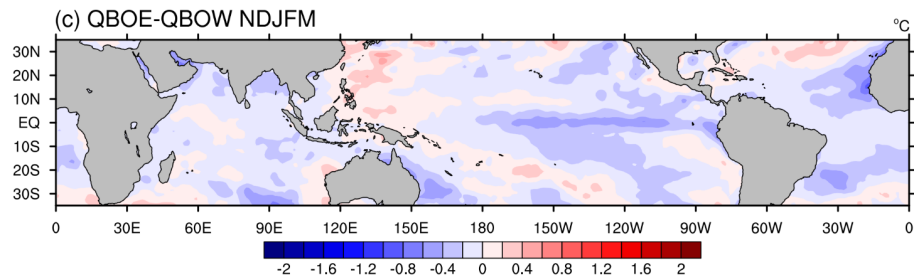 (c) QBOE-QBOW NDJFM
°C
30N
20N
10N
EQ
10S
20S
30S
0 30E 60E 90E 120E 150E 180 150W 120W 90W 60W 30W 0
-2 -1.6 -1.2 -0.8 -0.4 0 0.4 0.8 1.2 1.6 2